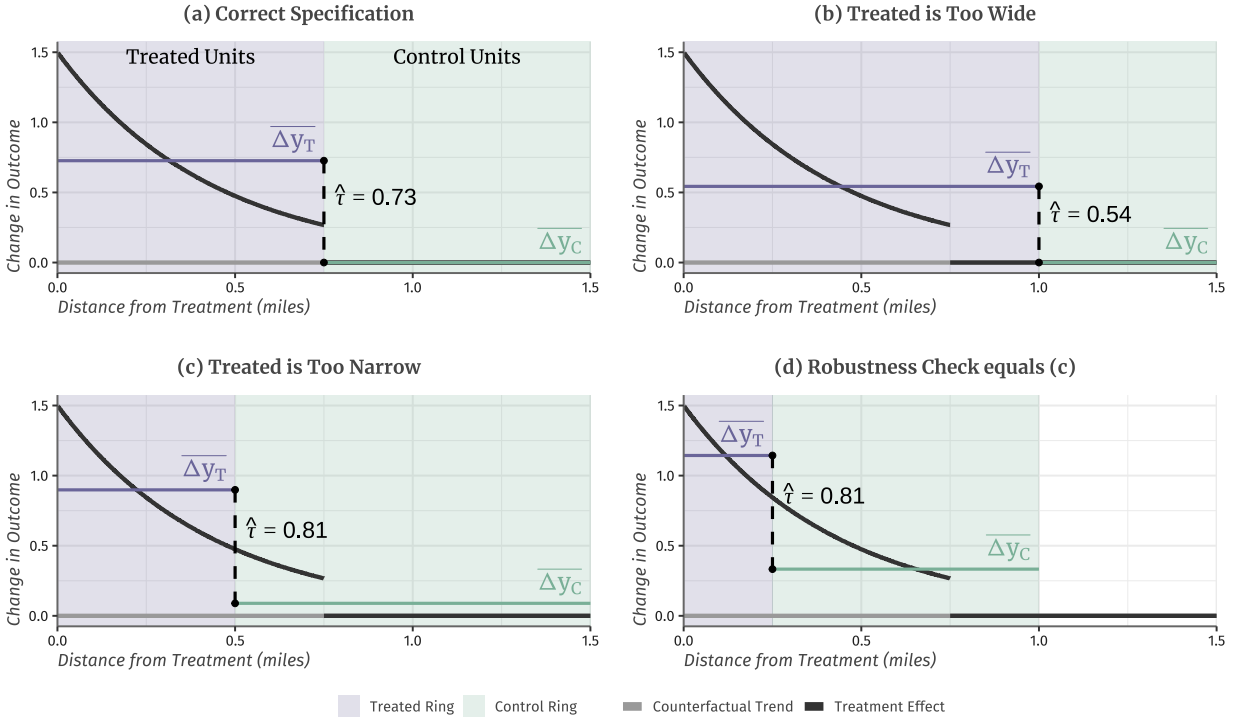 (a) Correct Specification
Change in Outcome
1.5
1.0
0.5
0.0
Treated Units
Control Units
Δy_T
τ̂ = 0.73
Δy_C
0.0
0.5
1.0
1.5
Distance from Treatment (miles)
(b) Treated is Too Wide
Change in Outcome
1.5
1.0
0.5
0.0
Δy_T
τ̂ = 0.54
Δy_C
0.0
0.5
1.0
1.5
Distance from Treatment (miles)
(c) Treated is Too Narrow
Change in Outcome
1.5
1.0
0.5
0.0
Δy_T
τ̂ = 0.81
Δy_C
0.0
0.5
1.0
1.5
Distance from Treatment (miles)
(d) Robustness Check equals (c)
Change in Outcome
1.5
1.0
0.5
0.0
Δy_T
τ̂ = 0.81
Δy_C
0.0
0.5
1.0
1.5
Distance from Treatment (miles)
Treated Ring
Control Ring
Counterfactual Trend
Treatment Effect